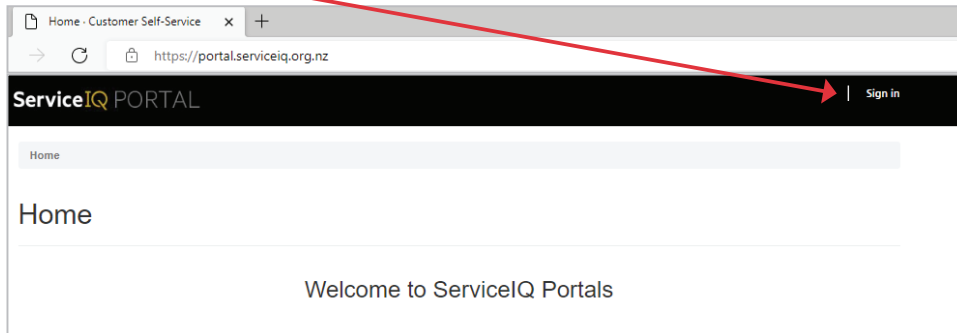 Home - Customer Self-Service
https://portal.serviceiq.org.nz
ServiceIQ PORTAL
Sign in
Home
Home
Welcome to ServiceIQ Portals